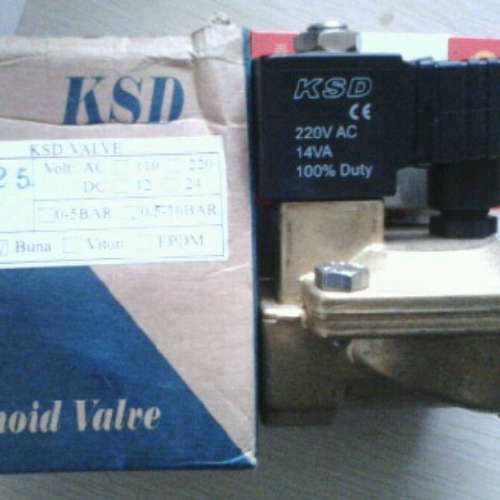 KSD
KSD VALVE
25
Volt AC 110 220
DC 12 24
0-5BAR 0.5-16BAR
Buna Viton EPDM
noid Valve
KSD
CE
220V AC
14VA
100% Duty